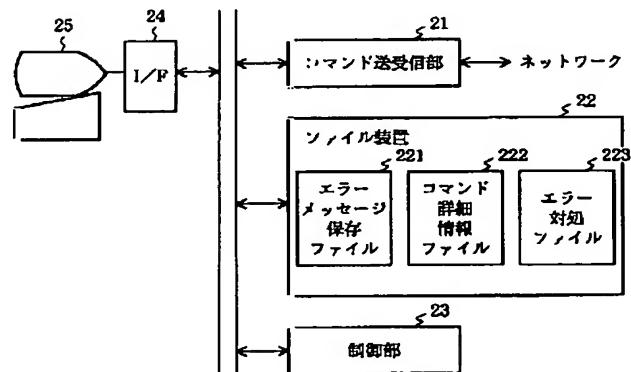 25
24
I/F
21
コマンド送受信部
ネットワーク
22
ファイル装置
221
エラー
メッセージ
保存
ファイル
222
コマンド
詳細
情報
ファイル
223
エラー
対処
ファイル
23
制御部